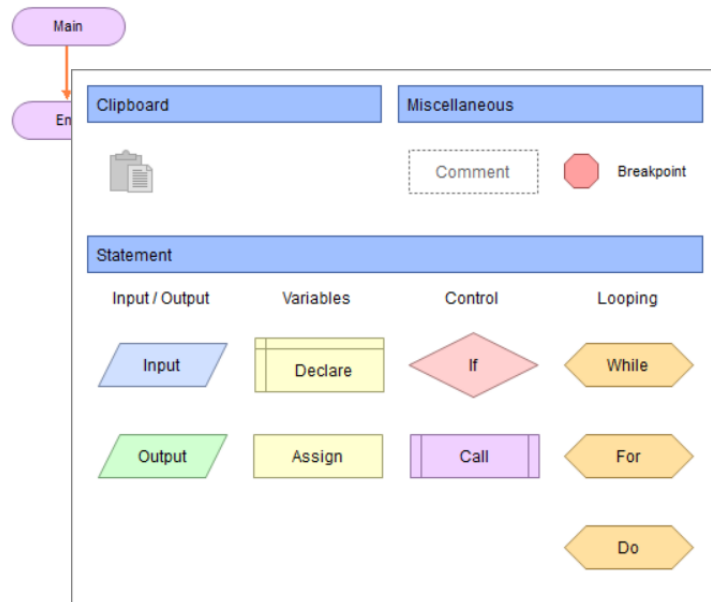 Main
En
Clipboard
Miscellaneous
Comment
Breakpoint
Statement
Input / Output
Variables
Control
Looping
Input
Declare
If
While
Output
Assign
Call
For
Do